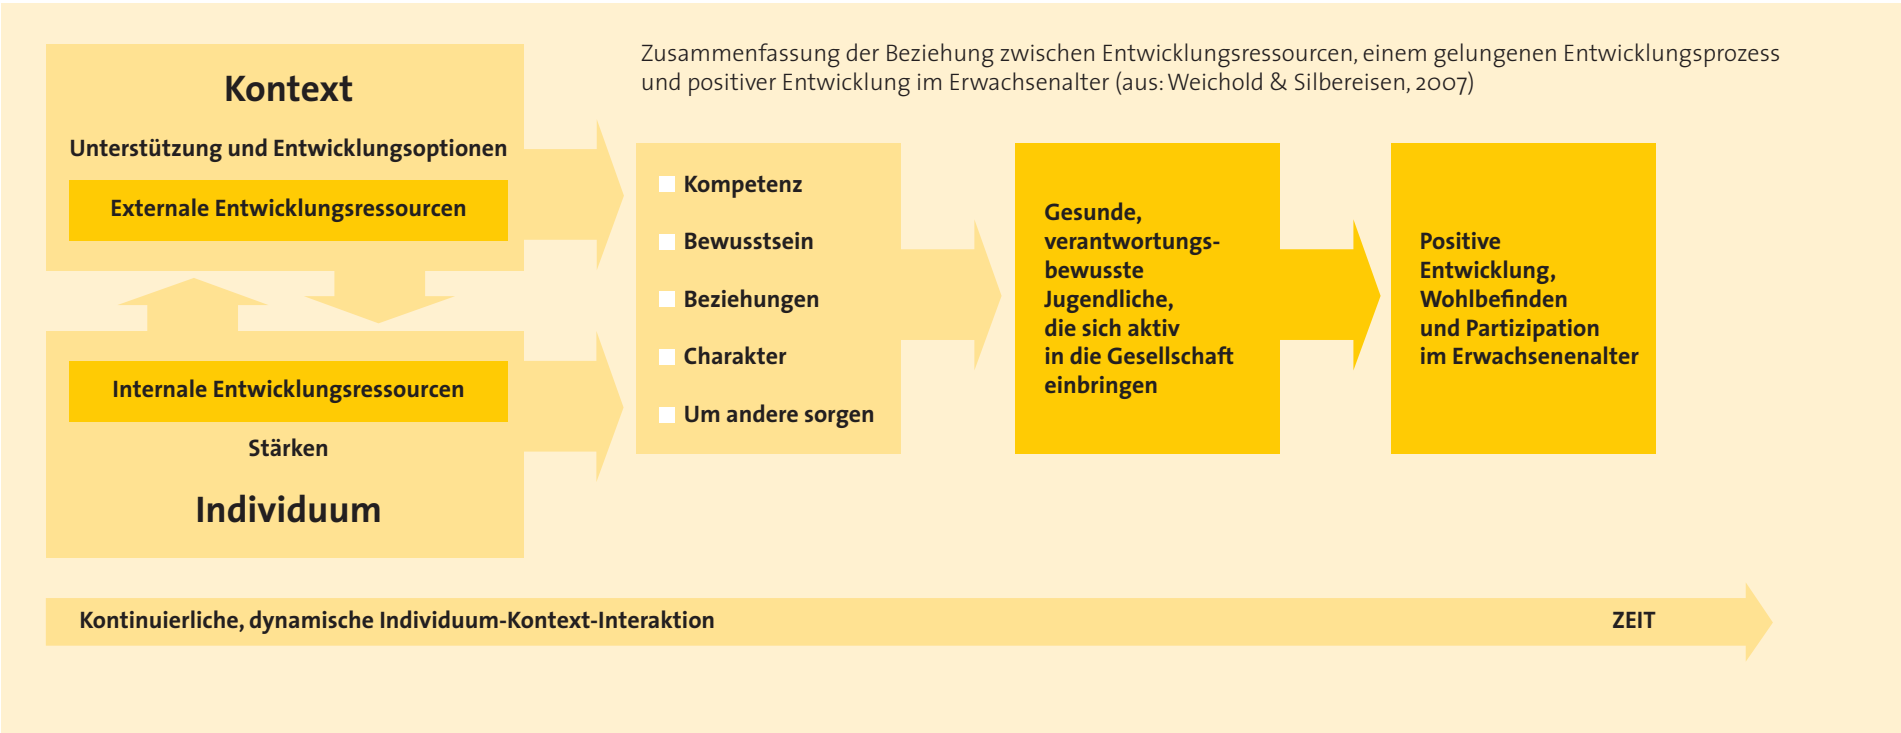 Zusammenfassung der Beziehung zwischen Entwicklungsressourcen, einem gelungenen Entwicklungsprozess
und positiver Entwicklung im Erwachsenalter (aus: Weichold & Silbereisen, 2007)
Kontext
Unterstützung und Entwicklungsoptionen
Externale Entwicklungsressourcen
Internale Entwicklungsressourcen
Stärken
Individuum
Kompetenz
Bewusstsein
Beziehungen
Charakter
Um andere sorgen
Gesunde,
verantwortungs-
bewusste
Jugendliche,
die sich aktiv
in die Gesellschaft
einbringen
Positive
Entwicklung,
Wohlbefinden
und Partizipation
im Erwachsenenalter
Kontinuierliche, dynamische Individuum-Kontext-Interaktion
ZEIT